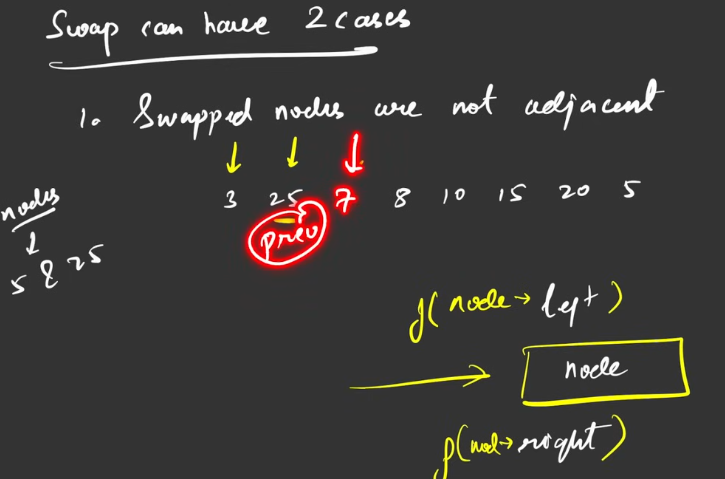 Swap can have 2 cases
1. Swapped nodes are not adjacent
3 25 7 8 10 15 20 5
prev
nodes
5 & 25
f(node→left)
node
f(nod→right)